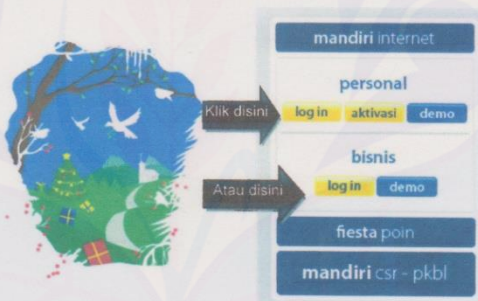 mandiri internet
personal
Klik disini
log in aktivasi demo
bisnis
Atau disini
log in demo
fiesta poin
mandiri csr - pkbl